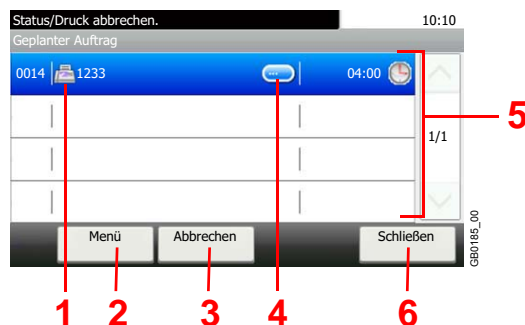 Status/Druck abbrechen. 10:10
Geplanter Auftrag
0014 1233 04:00
5
1/1
Menü Abbrechen Schließen
GB0185_00
1 2 3 4 6